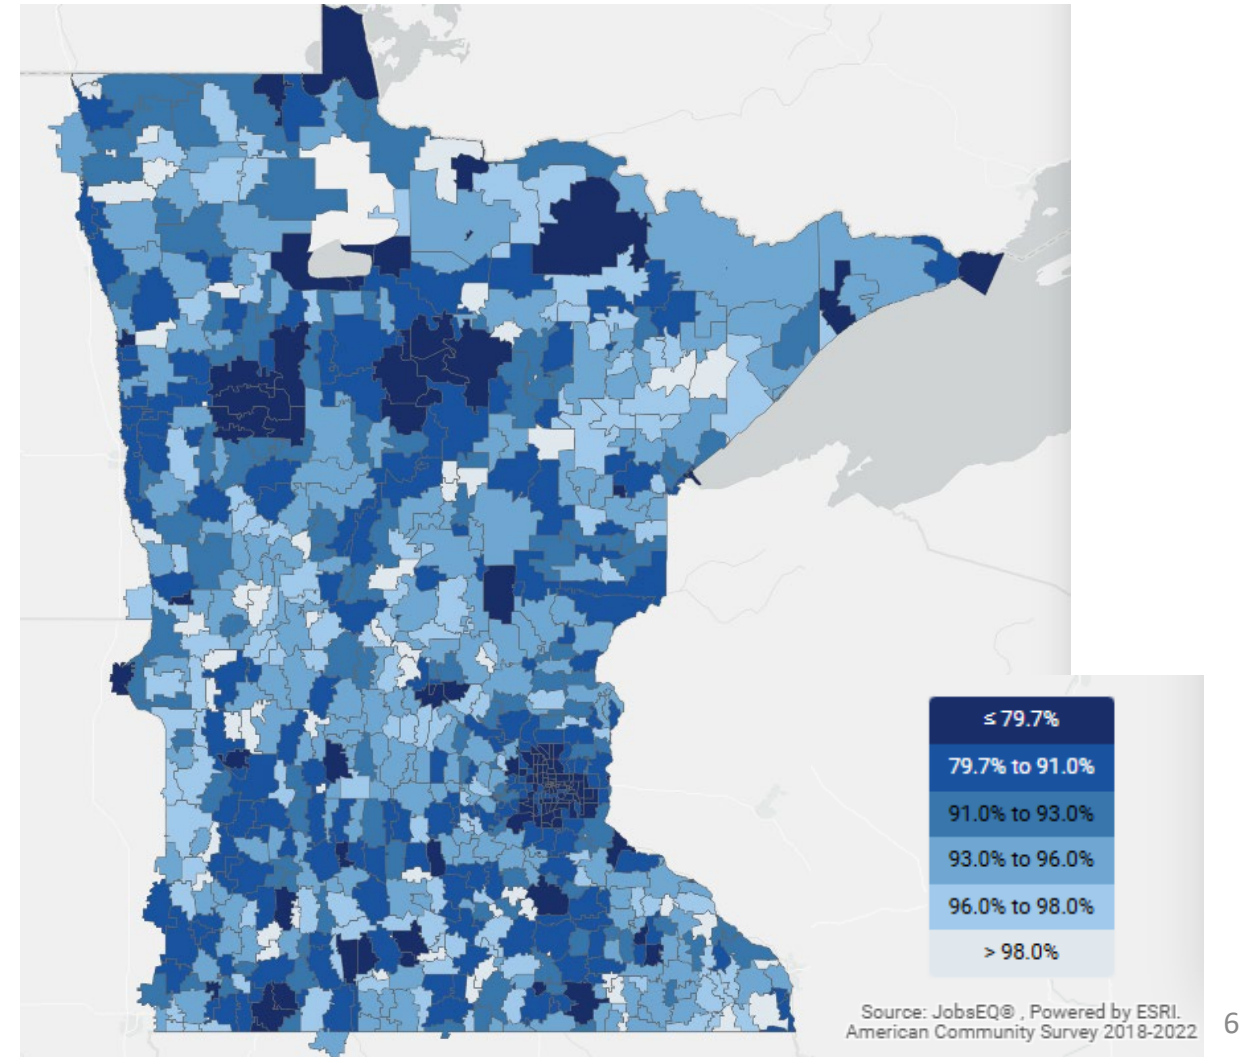 ≤ 79.7%
79.7% to 91.0%
91.0% to 93.0%
93.0% to 96.0%
96.0% to 98.0%
> 98.0%
Source: JobsEQ® , Powered by ESRI.
American Community Survey 2018-2022
6